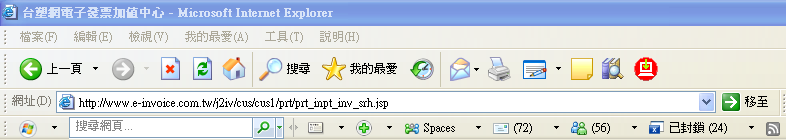 台塑網電子發票加值中心 - Microsoft Internet Explorer
檔案(F) 編輯(E) 檢視(V) 我的最愛(A) 工具(T) 說明(H)
上一頁 搜尋 我的最愛
網址(D) http://www.e-invoice.com.tw/j2iv/cus/cus1/prt/prt_inpt_inv_srh.jsp 移至
搜尋網頁... Spaces (72) (56) 已封鎖 (24)